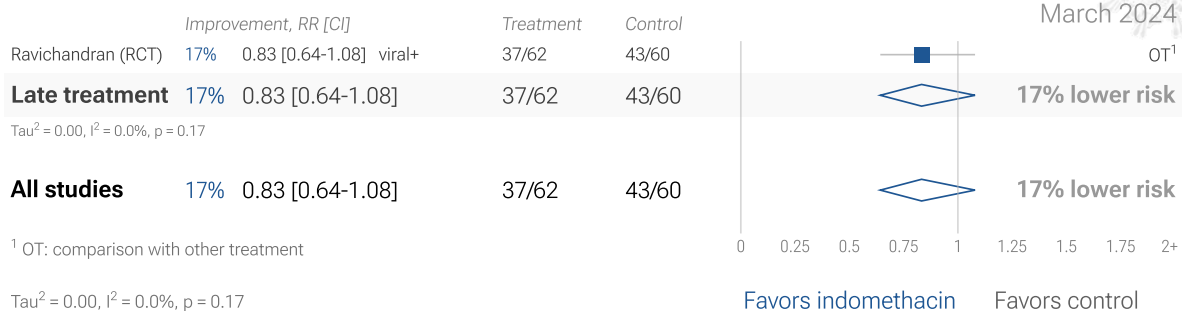 March 2024
Improvement, RR [CI] Treatment Control
Ravichandran (RCT) 17% 0.83 [0.64-1.08] viral+ 37/62 43/60 OT1
Late treatment 17% 0.83 [0.64-1.08] 37/62 43/60 17% lower risk
Tau2 = 0.00, I2 = 0.0%, p = 0.17
All studies 17% 0.83 [0.64-1.08] 37/62 43/60 17% lower risk
0 0.25 0.5 0.75 1 1.25 1.5 1.75 2+
1 OT: comparison with other treatment
Tau2 = 0.00, I2 = 0.0%, p = 0.17 Favors indomethacin Favors control